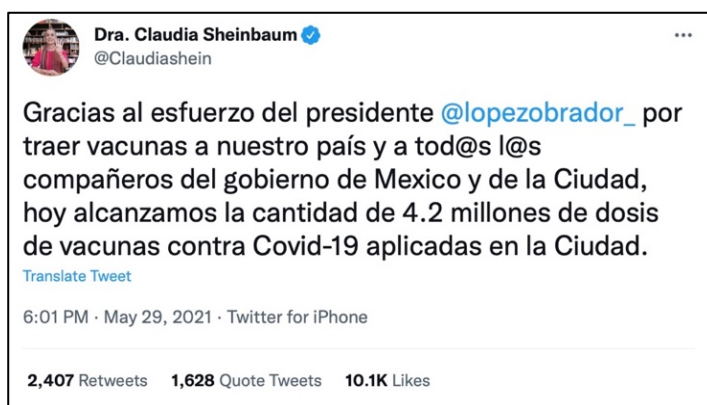 Dra. Claudia Sheinbaum
@Claudiashein
Gracias al esfuerzo del presidente @lopezobrador_ por
traer vacunas a nuestro país y a tod@s l@s
compañeros del gobierno de Mexico y de la Ciudad,
hoy alcanzamos la cantidad de 4.2 millones de dosis
de vacunas contra Covid-19 aplicadas en la Ciudad.
Translate Tweet
6:01 PM · May 29, 2021 · Twitter for iPhone
2,407 Retweets 1,628 Quote Tweets 10.1K Likes